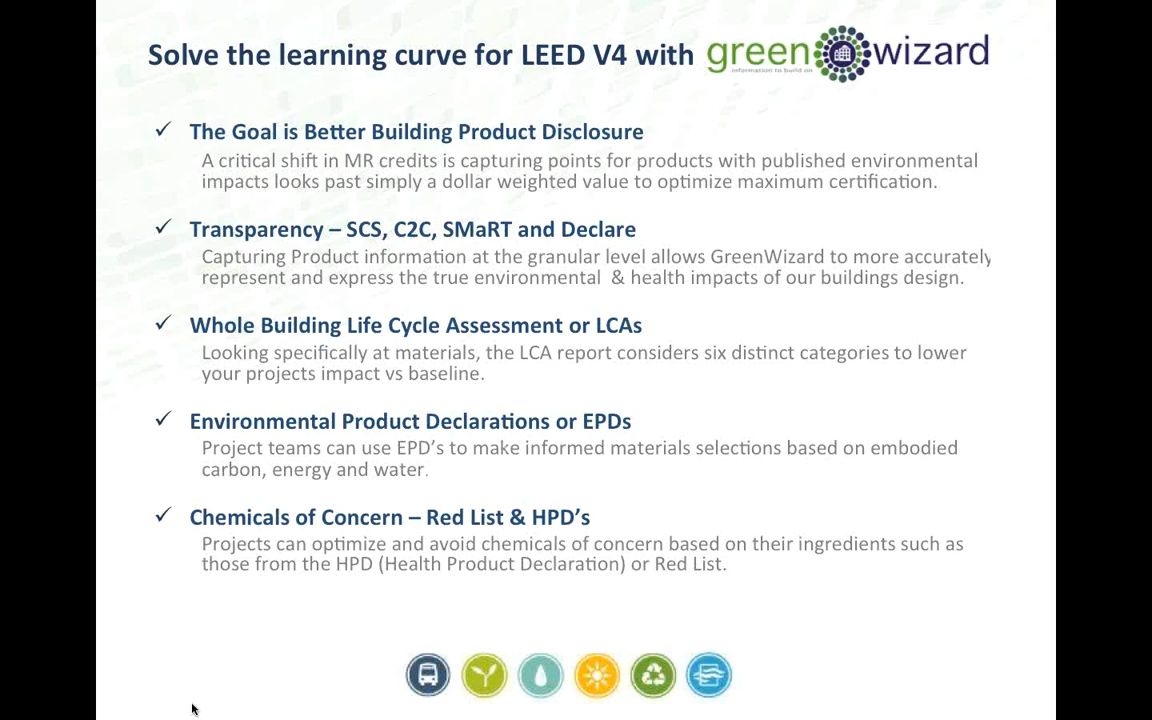 Solve the learning curve for LEED V4 with greenwizard
information to build on
The Goal is Better Building Product Disclosure
A critical shift in MR credits is capturing points for products with published environmental
impacts looks past simply a dollar weighted value to optimize maximum certification.
Transparency – SCS, C2C, SMaRT and Declare
Capturing Product information at the granular level allows GreenWizard to more accurately
represent and express the true environmental & health impacts of our buildings design.
Whole Building Life Cycle Assessment or LCAs
Looking specifically at materials, the LCA report considers six distinct categories to lower
your projects impact vs baseline.
Environmental Product Declarations or EPDs
Project teams can use EPD’s to make informed materials selections based on embodied
carbon, energy and water.
Chemicals of Concern – Red List & HPD’s
Projects can optimize and avoid chemicals of concern based on their ingredients such as
those from the HPD (Health Product Declaration) or Red List.